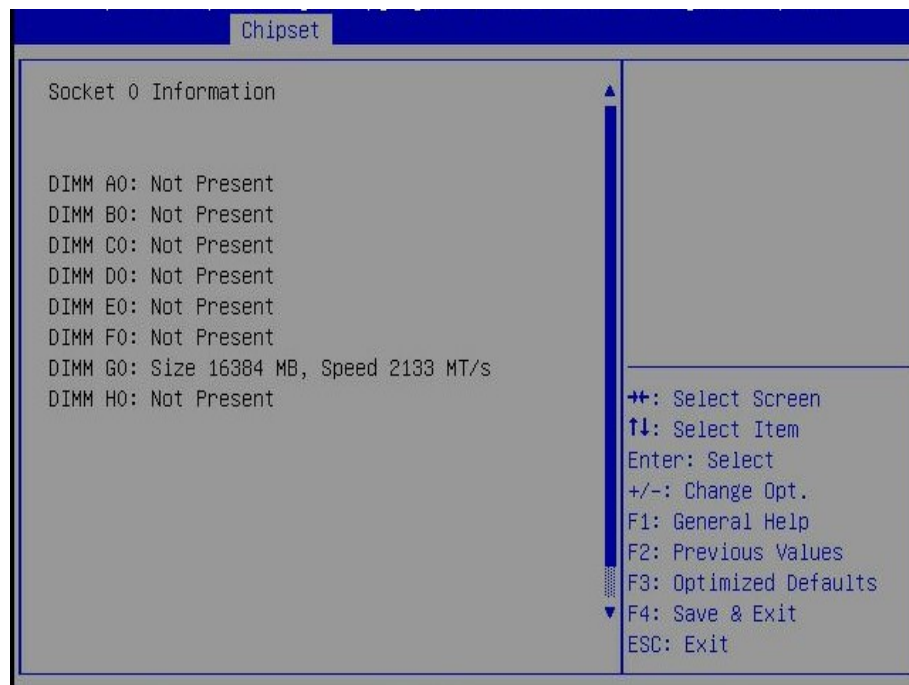 Chipset
Socket 0 Information
DIMM A0: Not Present
DIMM B0: Not Present
DIMM C0: Not Present
DIMM D0: Not Present
DIMM E0: Not Present
DIMM F0: Not Present
DIMM G0: Size 16384 MB, Speed 2133 MT/s
DIMM H0: Not Present
→←: Select Screen
↑↓: Select Item
Enter: Select
+/-: Change Opt.
F1: General Help
F2: Previous Values
F3: Optimized Defaults
F4: Save & Exit
ESC: Exit